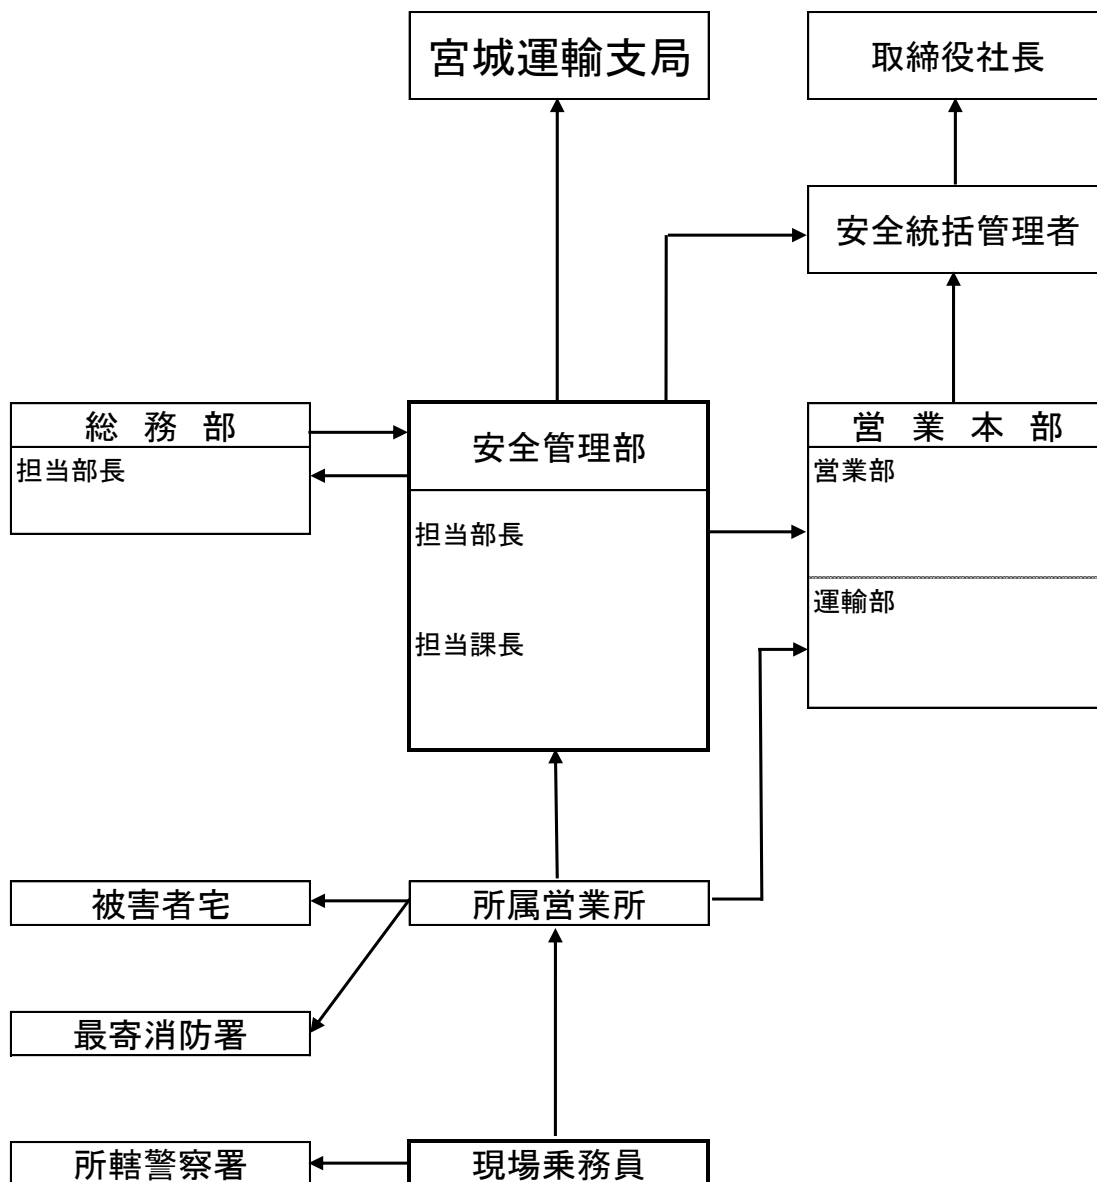 宮城運輸支局
取締役社長
安全統括管理者
総 務 部
担当部長
安全管理部
担当部長
担当課長
営 業 本 部
営業部
運輸部
被害者宅
所属営業所
最寄消防署
所轄警察署
現場乗務員